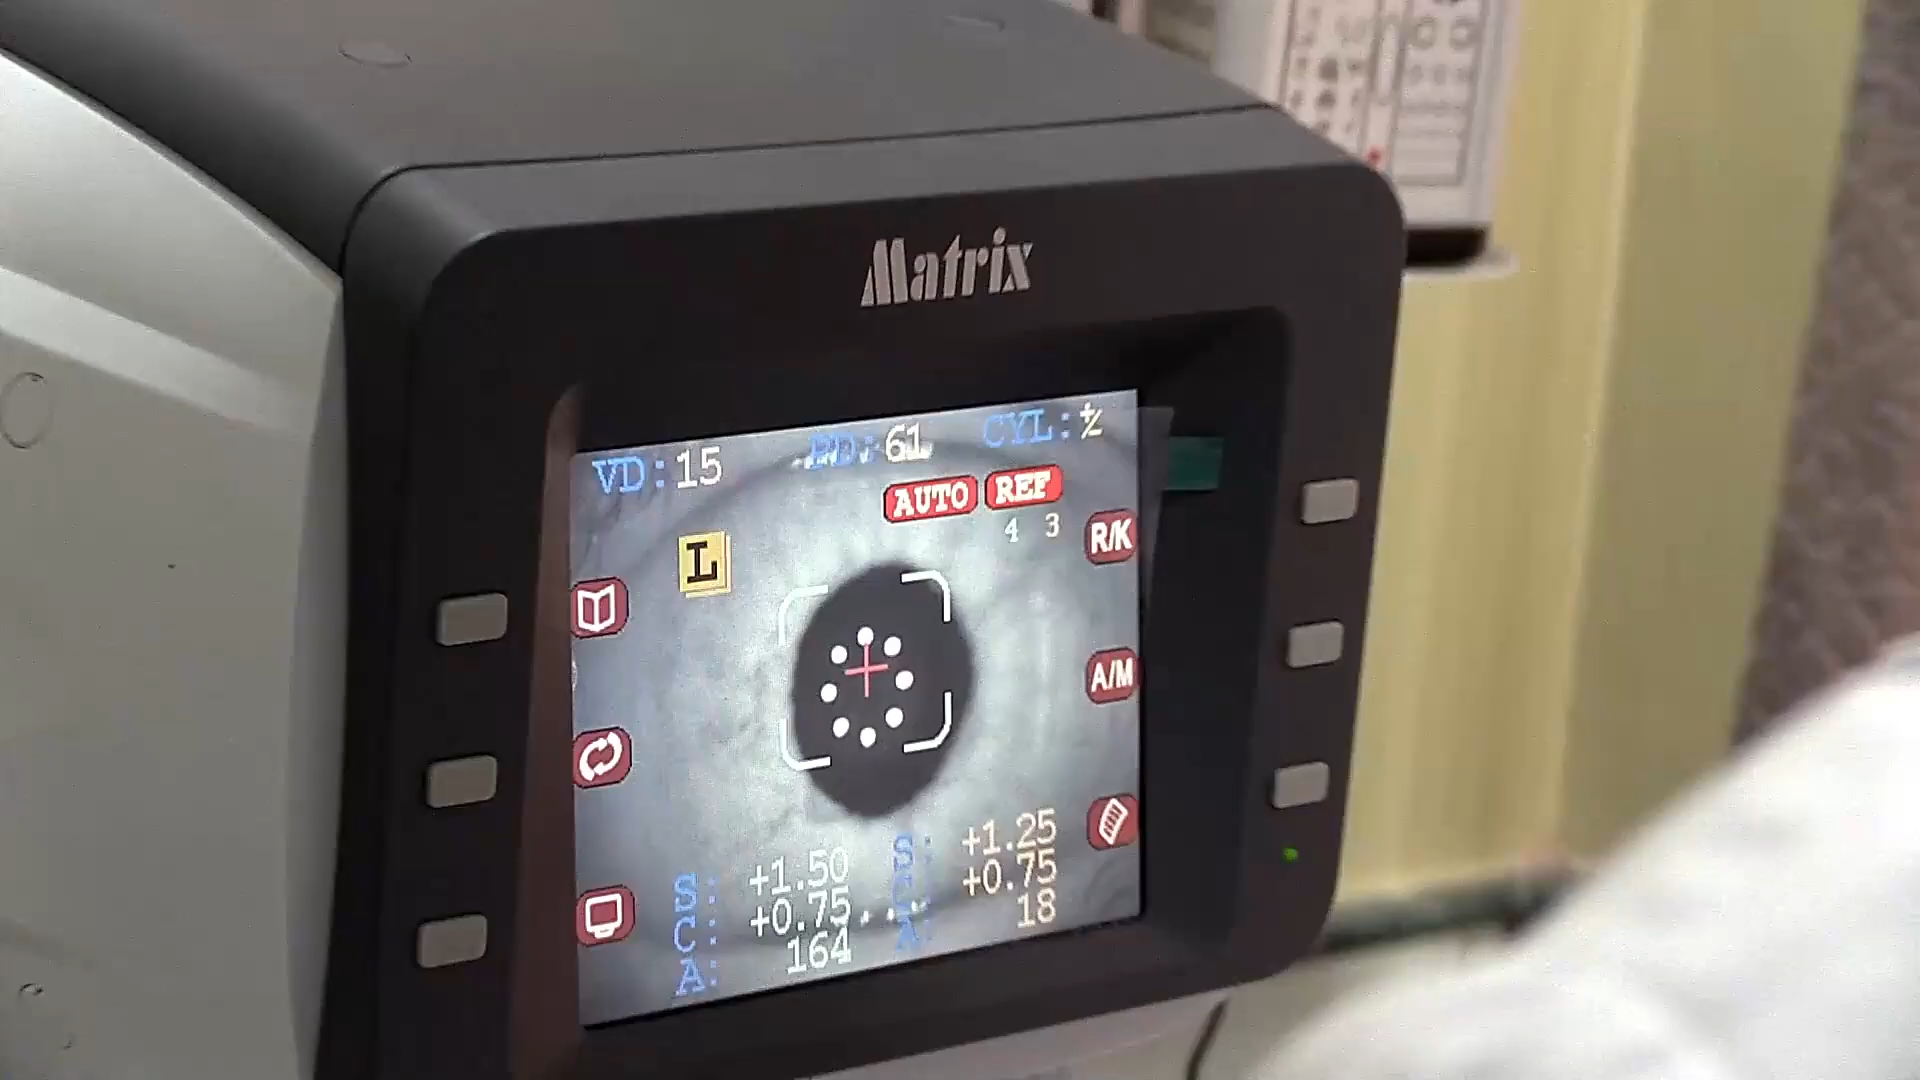 Matrix
VD:15 PD:61 CYL:±
AUTO REF
4 3
R/K
L
A/M
S: +1.50 S: +1.25
C: +0.75 C: +0.75
A: 164 A: 18